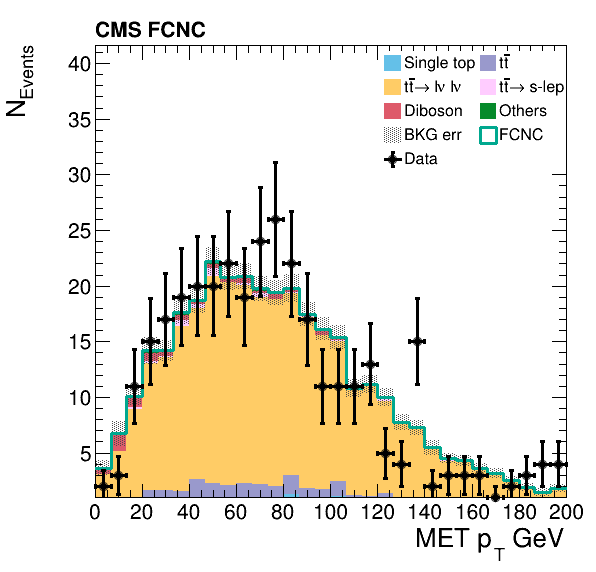 CMS FCNC
N_Events
40
35
30
25
20
15
10
5
0 20 40 60 80 100 120 140 160 180 200
MET p_T GeV
Single top
tt̄
tt̄→ lν lν
tt̄→ s-lep
Diboson
Others
BKG err
FCNC
Data